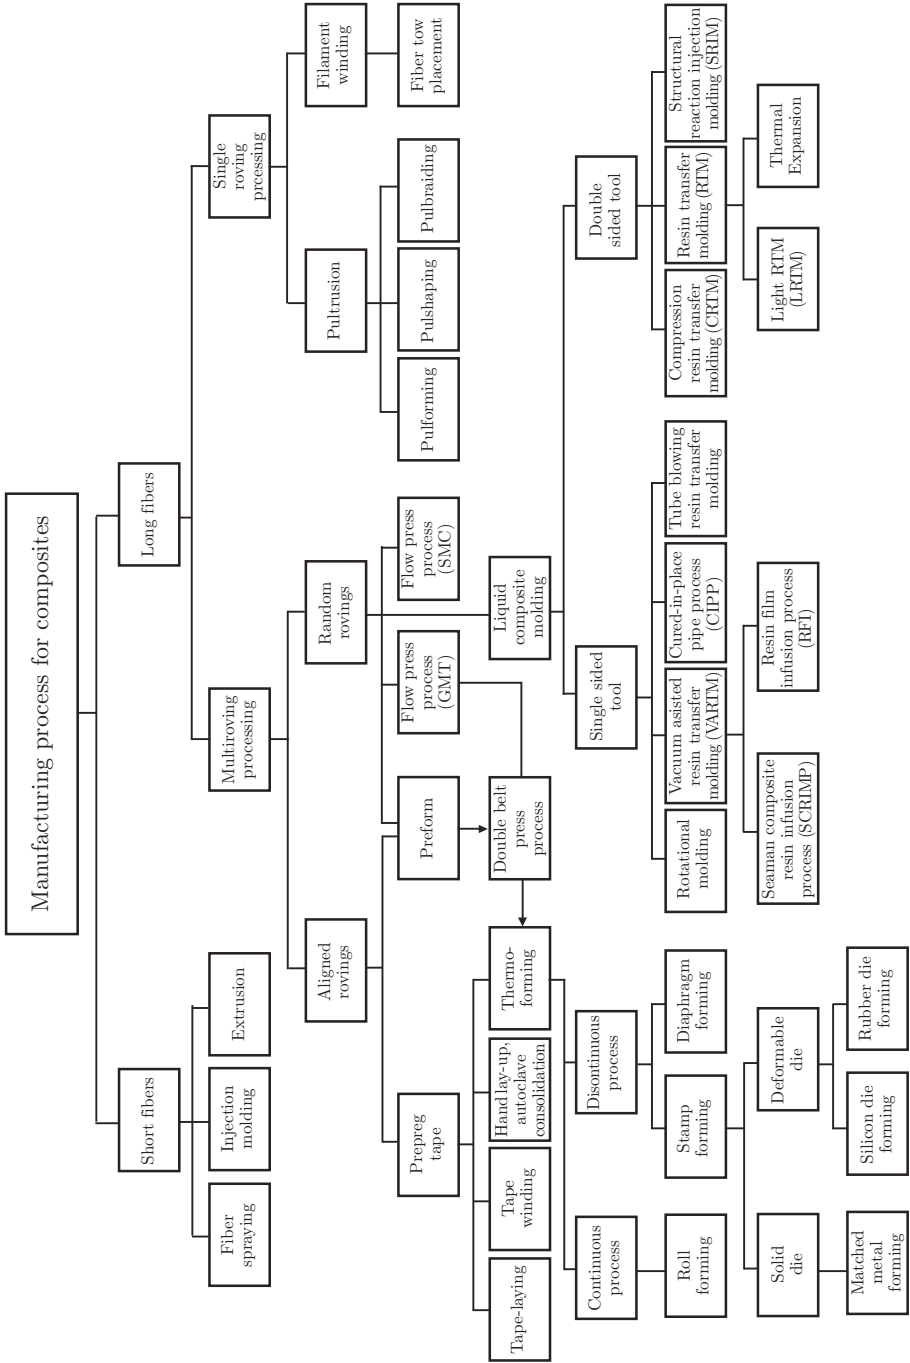 Manufacturing process for composites
Short fibers
Long fibers
Fiber
spraying
Injection
molding
Extrusion
Multiroving
processing
Single
roving
prcessing
Aligned
rovings
Random
rovings
Pultrusion
Filament
winding
Prepreg
tape
Preform
Flow press
process
(GMT)
Flow press
process
(SMC)
Pulforming
Pulshaping
Pulbraiding
Fiber tow
placement
Tape-laying
Tape
winding
Hand lay-up,
autoclave
consolidation
Thermo-
forming
Double belt
press
process
Liquid
composite
molding
Continuous
process
Disontinuous
process
Single sided
tool
Double
sided tool
Roll
forming
Stamp
forming
Diaphragm
forming
Rotational
molding
Vacuum asisted
resin transfer
molding (VARTM)
Cured-in-place
pipe process
(CIPP)
Tube blowing
resin transfer
molding
Compression
resin transfer
molding (CRTM)
Resin transfer
molding (RTM)
Structural
reaction injection
molding (SRIM)
Solid
die
Deformable
die
Seaman composite
resin infusion
process (SCRIMP)
Resin film
infusion process
(RFI)
Light RTM
(LRTM)
Thermal
Expansion
Matched
metal
forming
Silicon die
forming
Rubber die
forming